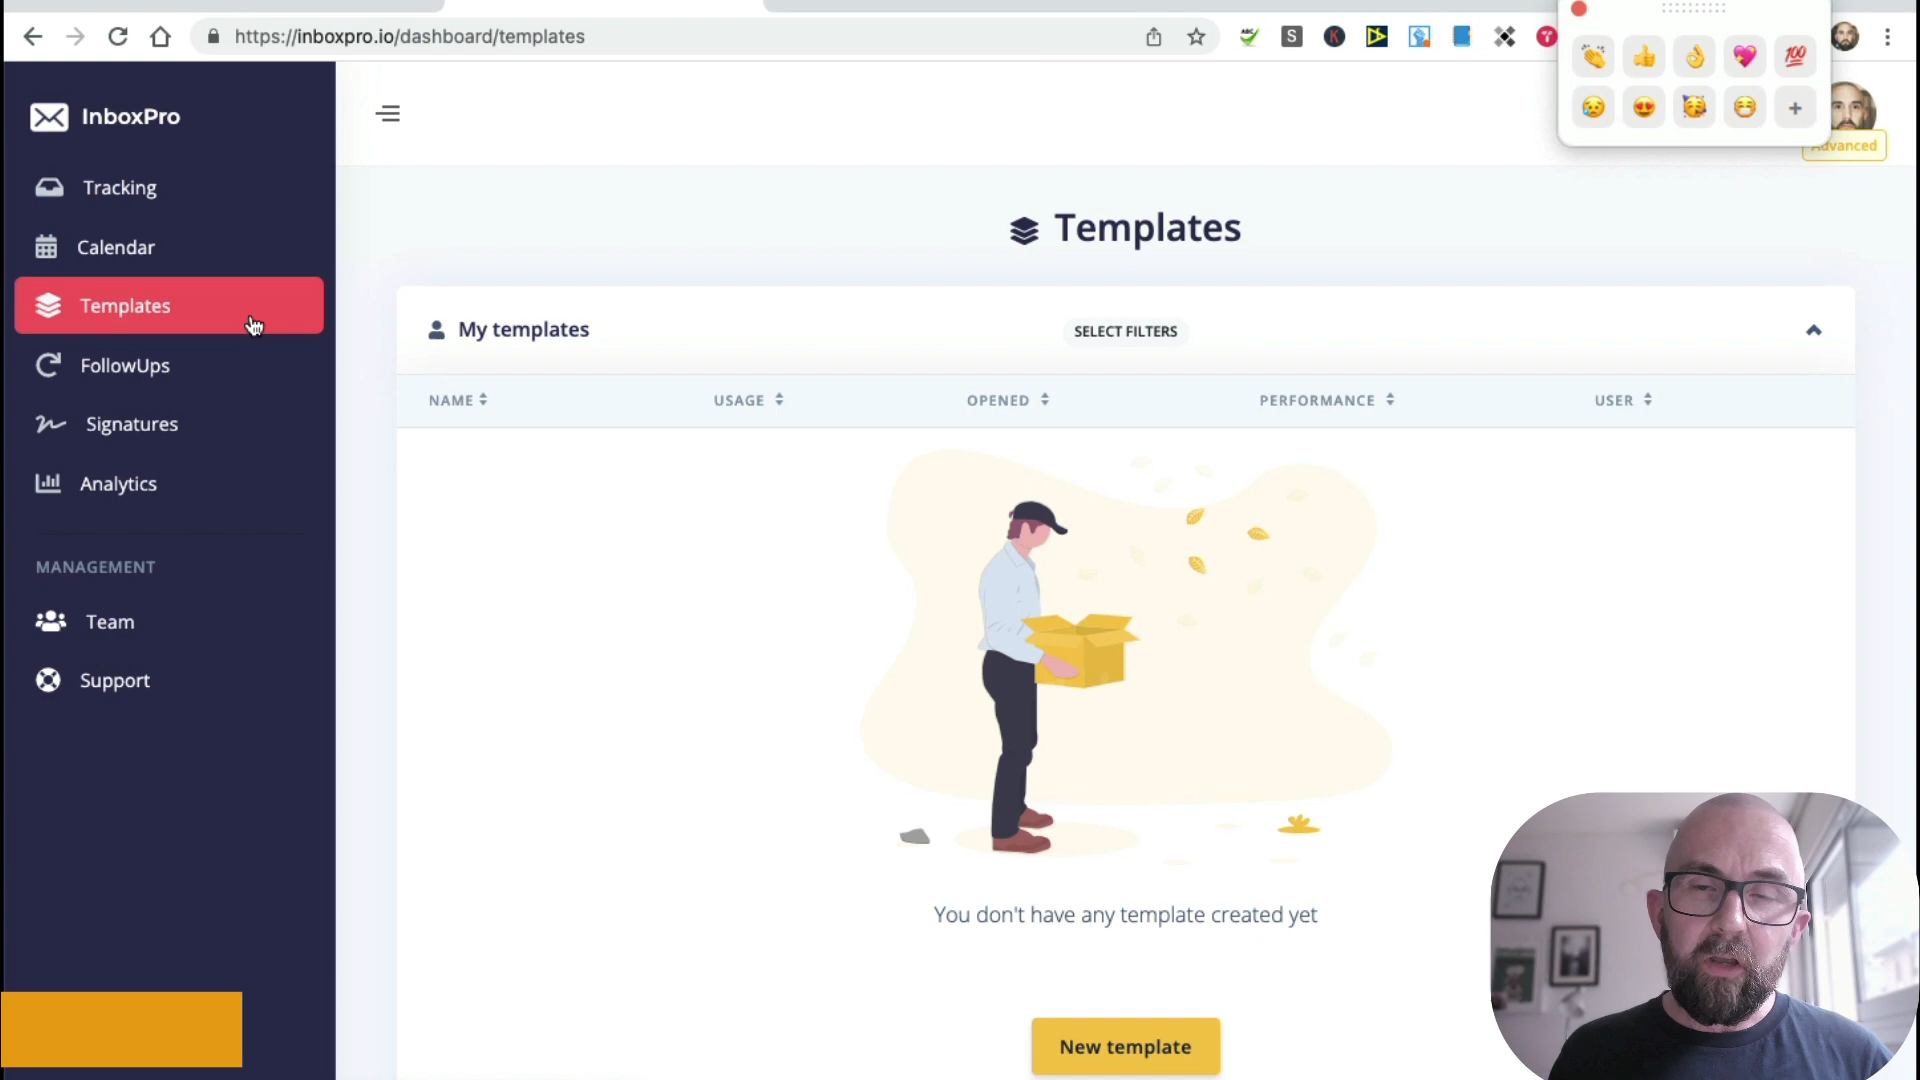 https://inboxpro.io/dashboard/templates
InboxPro
Tracking
Calendar
Templates
FollowUps
Signatures
Analytics
MANAGEMENT
Team
Support
Advanced
Templates
My templates
SELECT FILTERS
NAME
USAGE
OPENED
PERFORMANCE
USER
You don't have any template created yet
New template